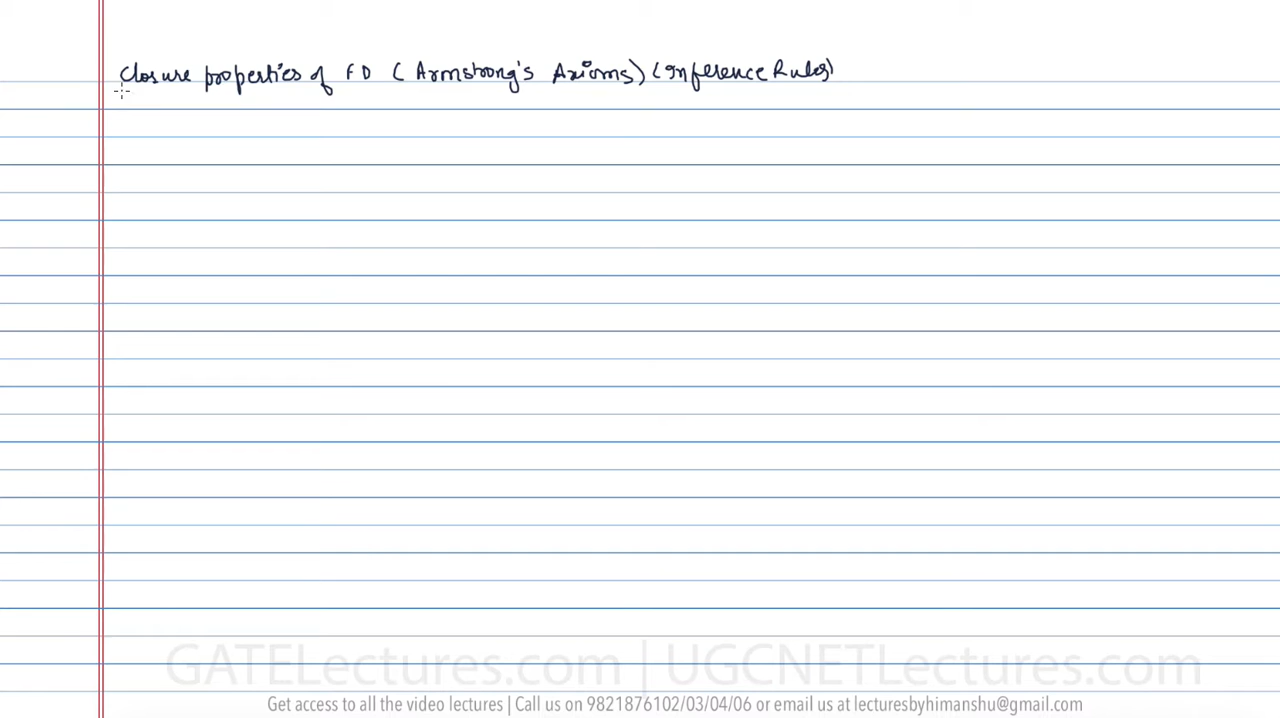 Closure properties of FD (Armstrong's Axioms) (Inference Rules)
GATELectures.com | UGCNETLectures.com
Get access to all the video lectures | Call us on 9821876102/03/04/06 or email us at lecturesbyhimanshu@gmail.com